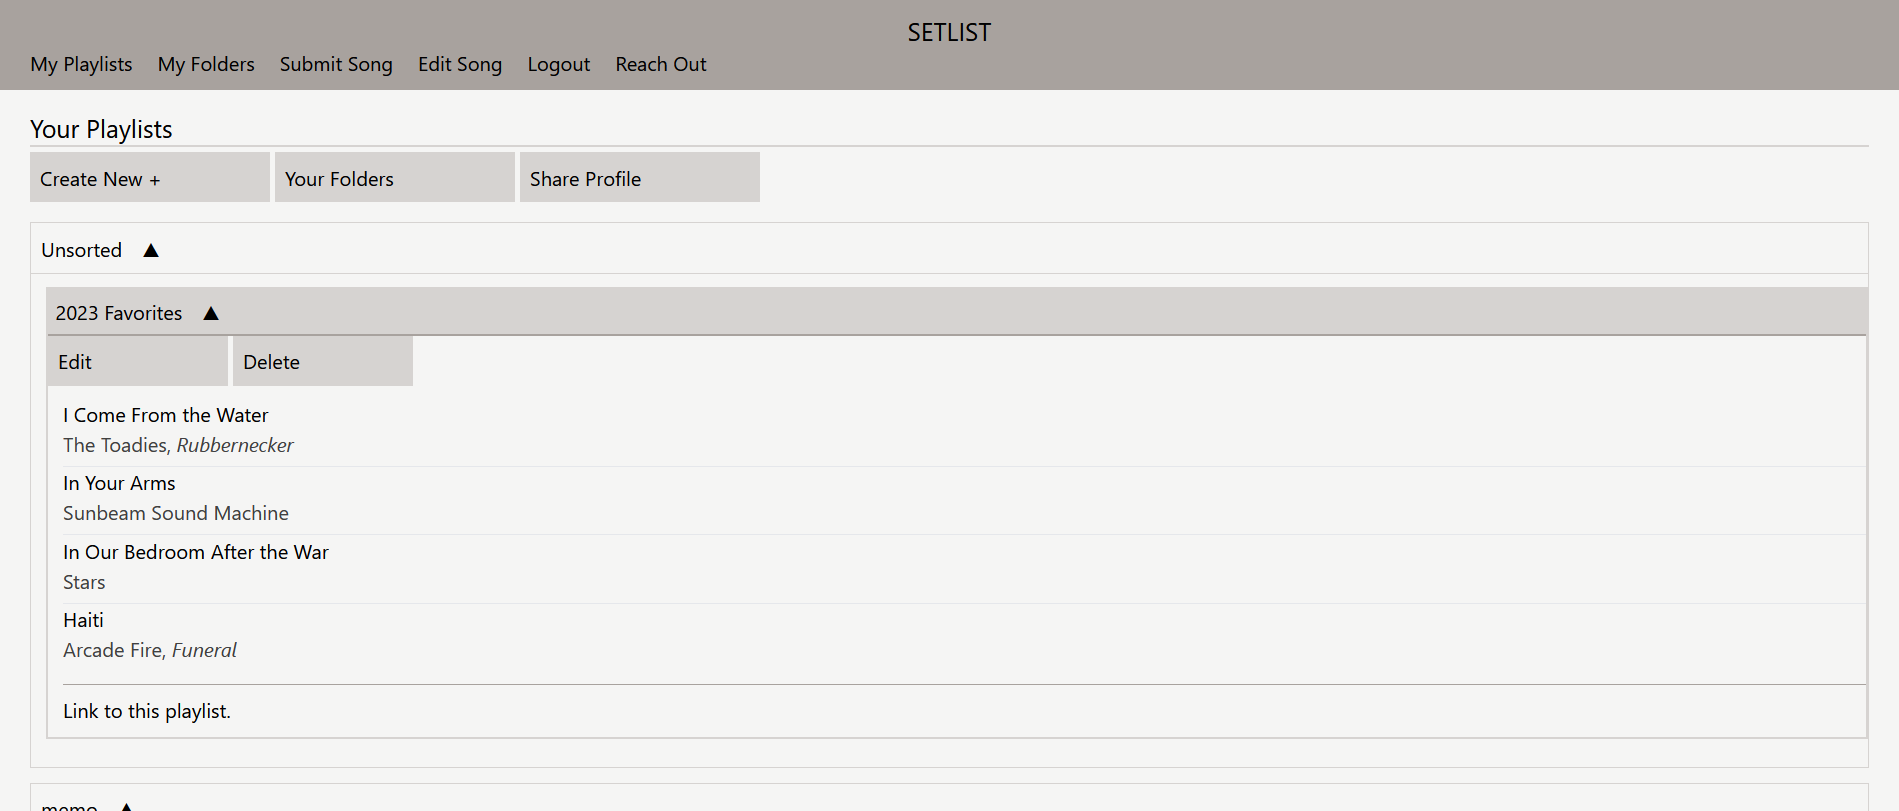 SETLIST
My Playlists My Folders Submit Song Edit Song Logout Reach Out
Your Playlists
Create New + Your Folders Share Profile
Unsorted ▲
2023 Favorites ▲
Edit Delete
I Come From the Water
The Toadies, Rubbernecker
In Your Arms
Sunbeam Sound Machine
In Our Bedroom After the War
Stars
Haiti
Arcade Fire, Funeral
Link to this playlist.
memo ▲